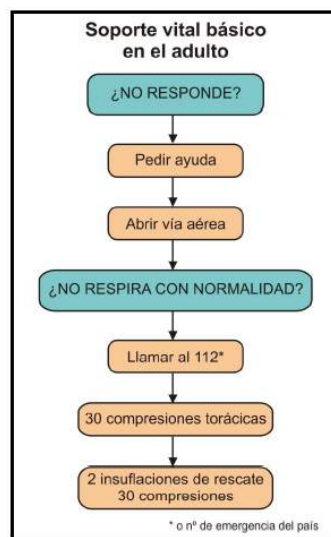 Soporte vital básico
en el adulto
¿NO RESPONDE?
Pedir ayuda
Abrir vía aérea
¿NO RESPIRA CON NORMALIDAD?
Llamar al 112*
30 compresiones torácicas
2 insuflaciones de rescate
30 compresiones
* o nº de emergencia del país